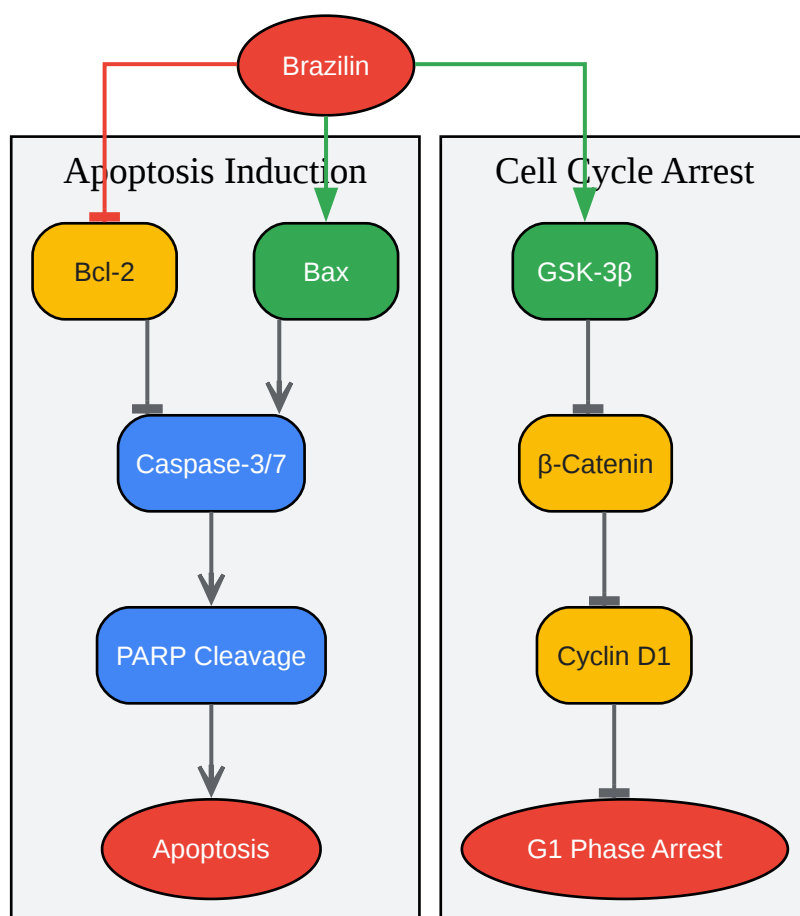 Brazilin
Apoptosis Induction
Cell Cycle Arrest
Bcl-2
Bax
GSK-3β
Caspase-3/7
β-Catenin
PARP Cleavage
Cyclin D1
Apoptosis
G1 Phase Arrest